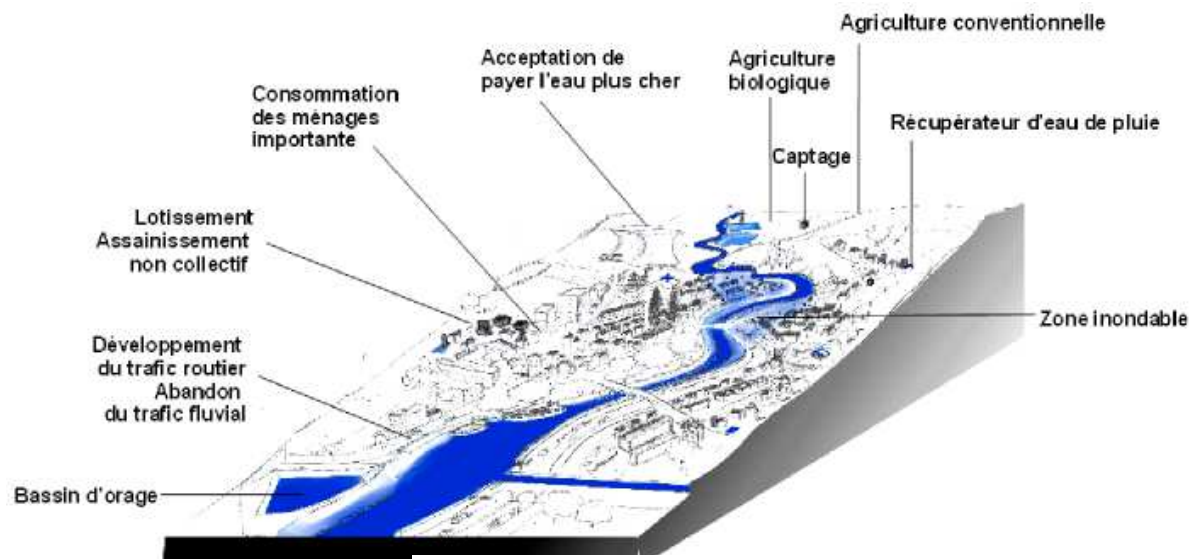 Agriculture conventionnelle
Acceptation de
payer l'eau plus cher
Agriculture
biologique
Consommation
des ménages
importante
Récupérateur d'eau de pluie
Captage
Lotissement
Assainissement
non collectif
Zone inondable
Développement
du trafic routier
Abandon
du trafic fluvial
Bassin d'orage